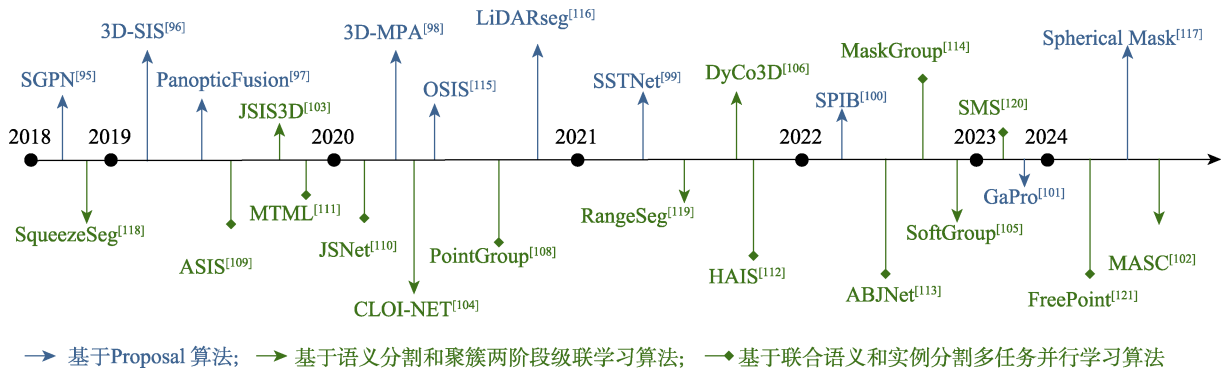 LiDARseg[116]
3D-SIS[96]
3D-MPA[98]
Spherical Mask[117]
MaskGroup[114]
SGPN[95]
PanopticFusion[97]
OSIS[115]
SSTNet[99]
DyCo3D[106]
SPIB[100]
JSIS3D[103]
SMS[120]
2018
2019
2020
2021
2022
2023
2024
GaPro[101]
MTML[111]
RangeSeg[119]
SqueezeSeg[118]
SoftGroup[105]
JSNet[110]
PointGroup[108]
ASIS[109]
MASC[102]
HAIS[112]
ABJNet[113]
FreePoint[121]
CLOI-NET[104]
基于Proposal 算法; 基于语义分割和聚簇两阶段级联学习算法; 基于联合语义和实例分割多任务并行学习算法